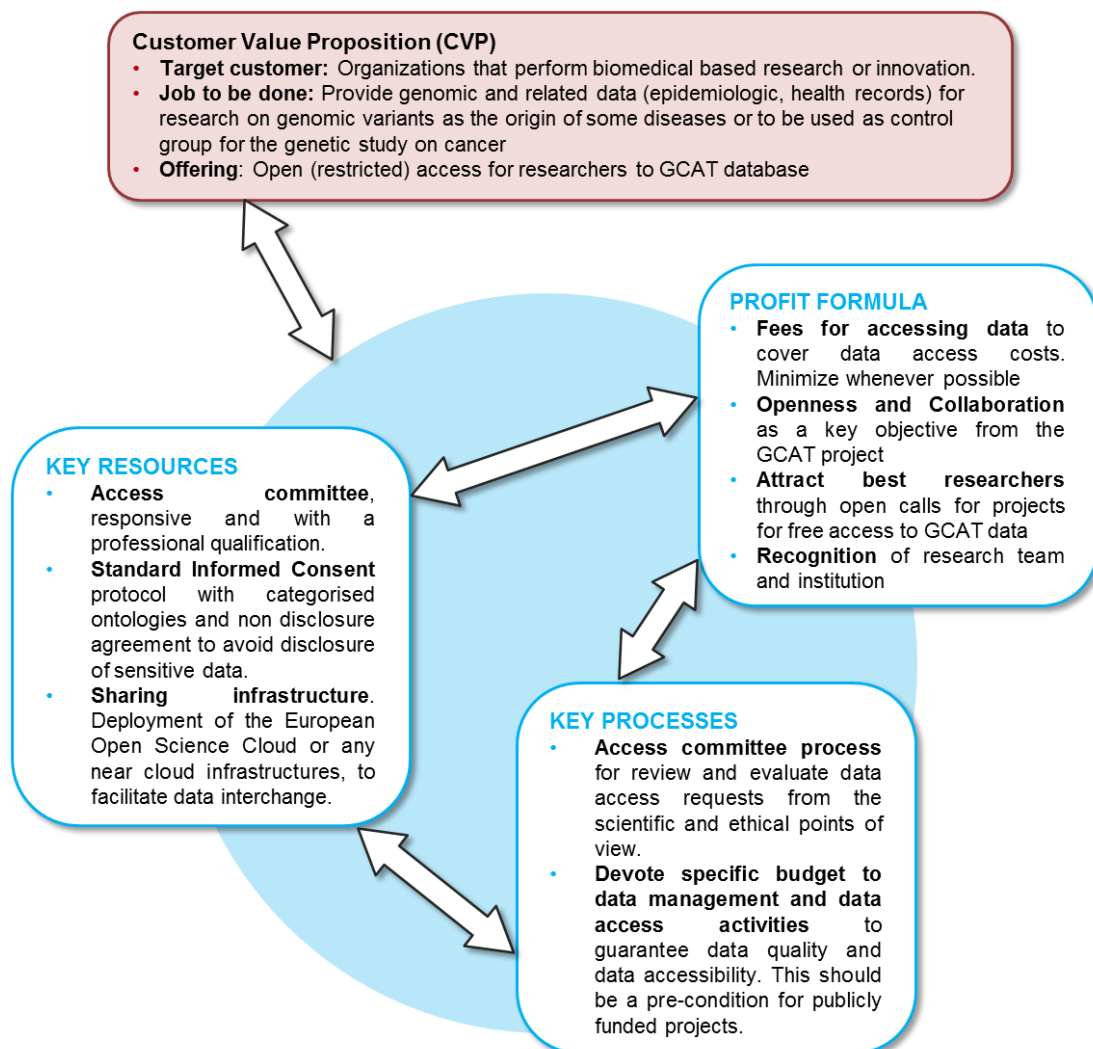 Customer Value Proposition (CVP)
• Target customer: Organizations that perform biomedical based research or innovation.
• Job to be done: Provide genomic and related data (epidemiologic, health records) for
research on genomic variants as the origin of some diseases or to be used as control
group for the genetic study on cancer
• Offering: Open (restricted) access for researchers to GCAT database
PROFIT FORMULA
• Fees for accessing data to
cover data access costs.
Minimize whenever possible
• Openness and Collaboration
as a key objective from the
GCAT project
• Attract best researchers
through open calls for projects
for free access to GCAT data
• Recognition of research team
and institution
KEY RESOURCES
• Access committee,
responsive and with a
professional qualification.
• Standard Informed Consent
protocol with categorised
ontologies and non disclosure
agreement to avoid disclosure
of sensitive data.
• Sharing infrastructure.
Deployment of the European
Open Science Cloud or any
near cloud infrastructures, to
facilitate data interchange.
KEY PROCESSES
• Access committee process
for review and evaluate data
access requests from the
scientific and ethical points of
view.
• Devote specific budget to
data management and data
access activities to
guarantee data quality and
data accessibility. This should
be a pre-condition for publicly
funded projects.